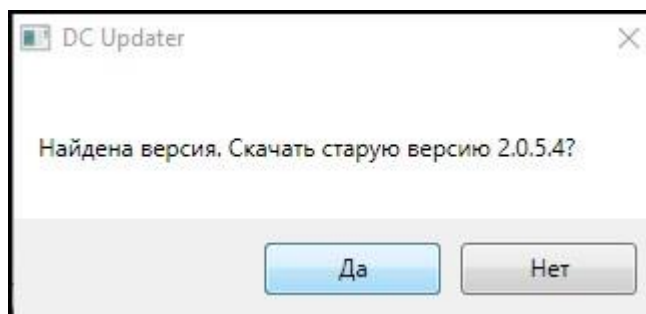 DC Updater
Найдена версия. Скачать старую версию 2.0.5.4?
Да
Нет